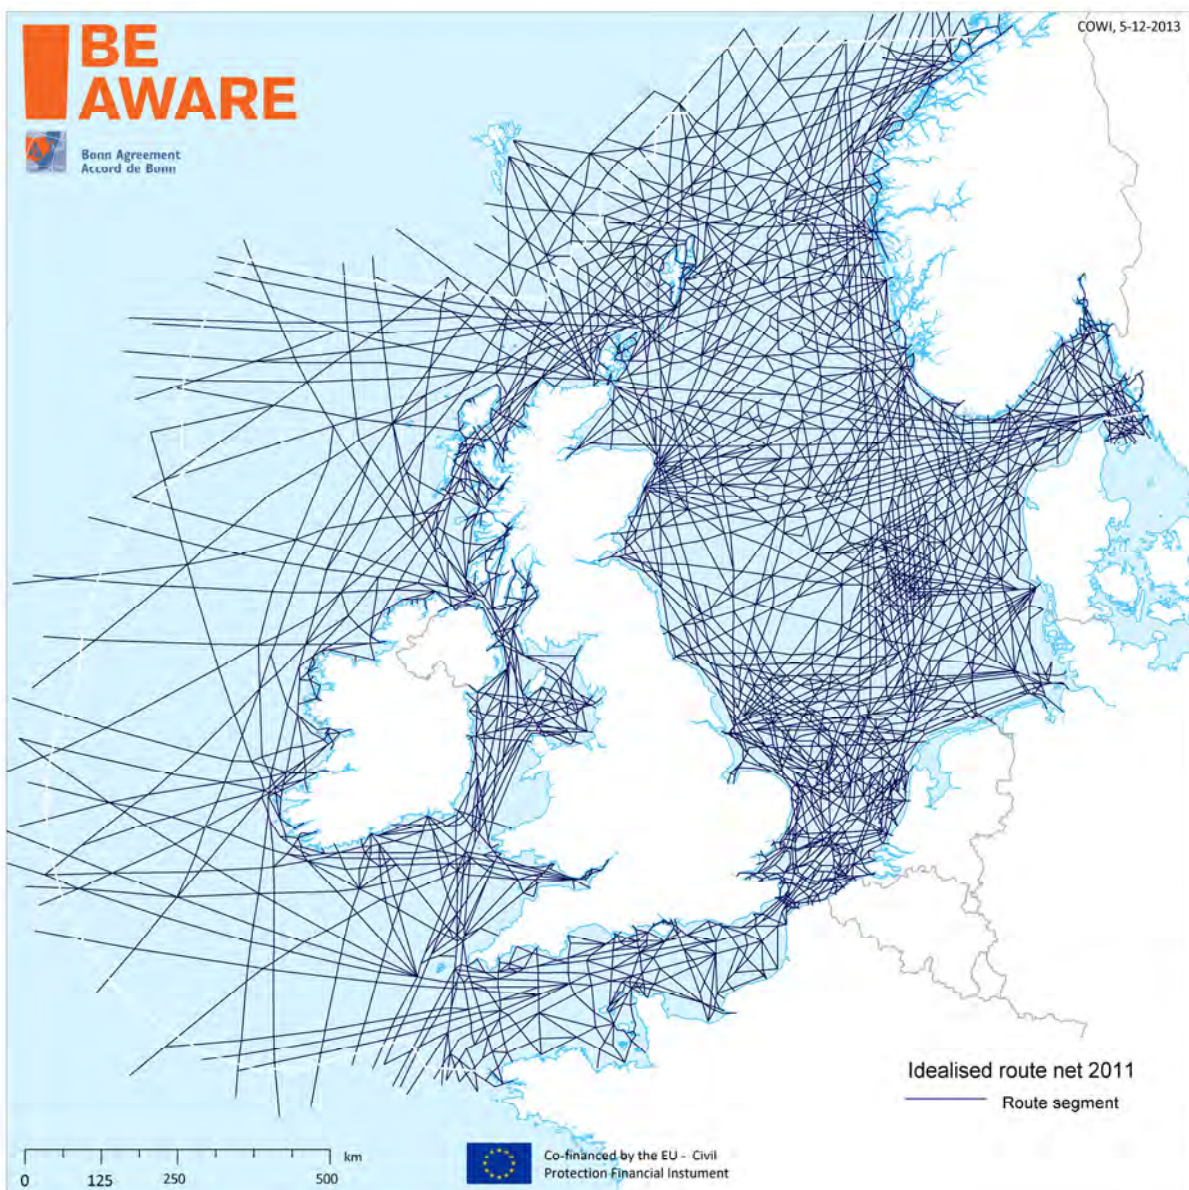 COWI, 5-12-2013
BE
AWARE
Bonn Agreement
Accord de Bonn
Idealised route net 2011
Route segment
km
0 125 250 500
Co-financed by the EU - Civil
Protection Financial Instument